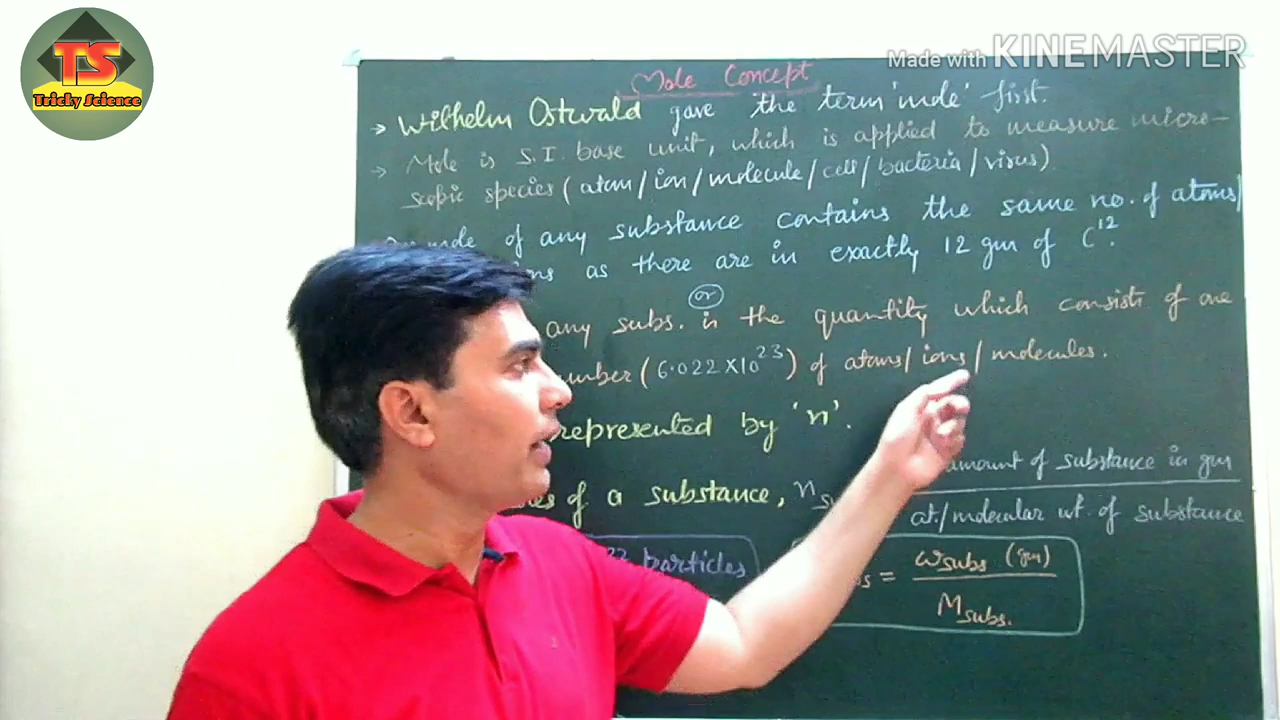 TS
Tricky Science
Made with KINEMASTER
Mole Concept
→ Wilhelm Ostwald gave the term 'mole' first.
→ Mole is S.I. base unit, which is applied to measure micro-
scopic species (atom/ion/molecule/cell/bacteria/virus)
of any substance contains the same no. of atoms/
as there are in exactly 12 gm of C12.
or
any subs. is the quantity which consists of one
(6.022×10^23) of atoms/ions/molecules.
represented by 'n'.
of a substance, n
amount of substance in gm
at./molecular wt. of substance
particles
= Wsubs (gm)
Msubs.